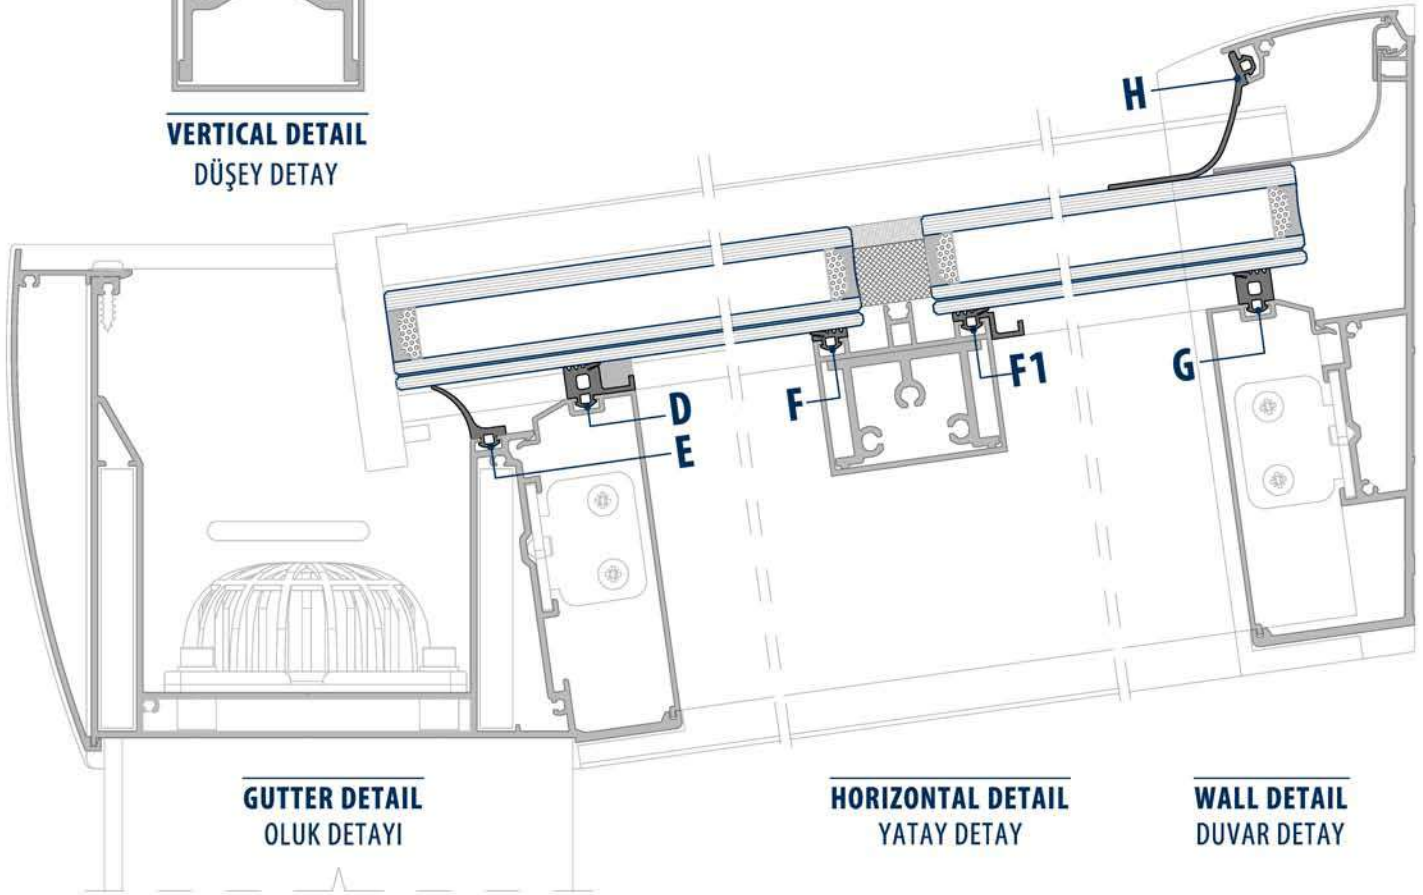 VERTICAL DETAIL
DÜŞEY DETAY
H
D
E
F
F1
G
GUTTER DETAIL
OLUK DETAYI
HORIZONTAL DETAIL
YATAY DETAY
WALL DETAIL
DUVAR DETAY